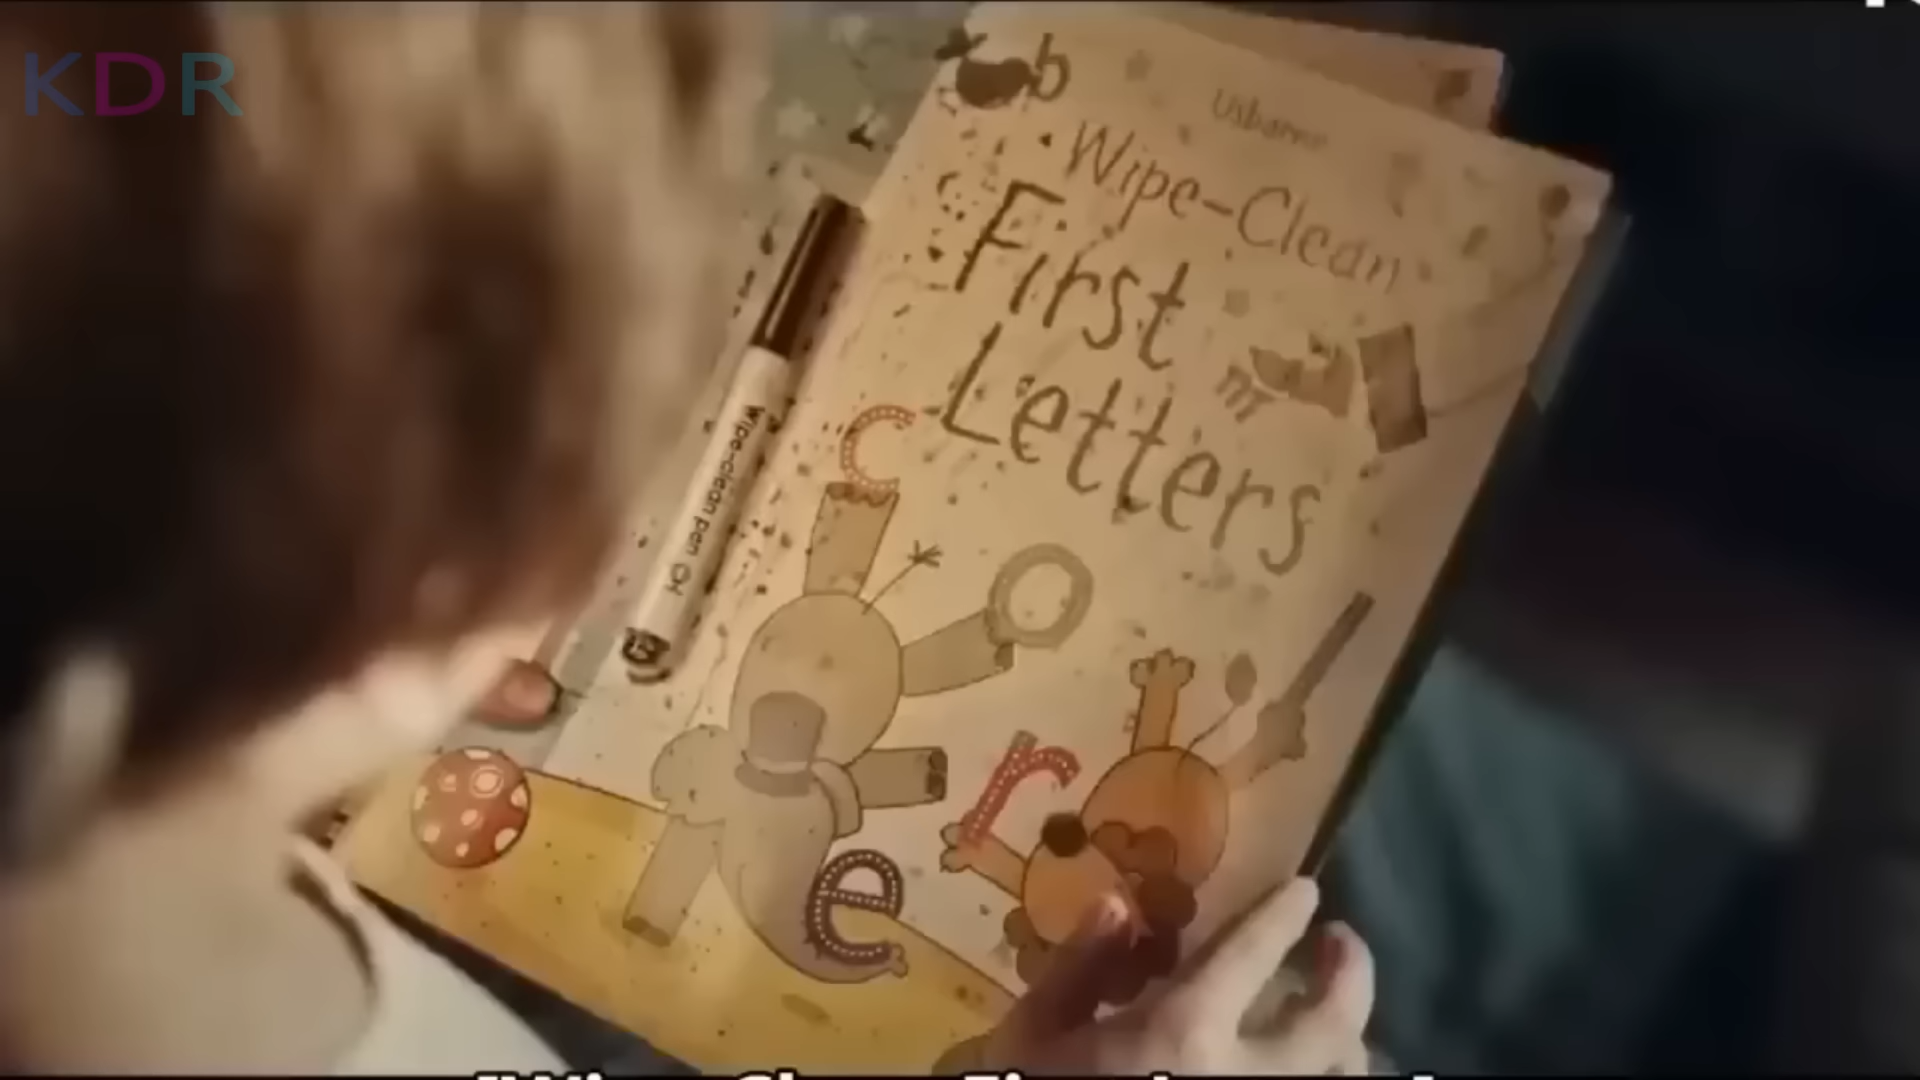 KDR
b
Usborne
Wipe-Clean
First
Letters
c
Wipe-clean pen
r
e